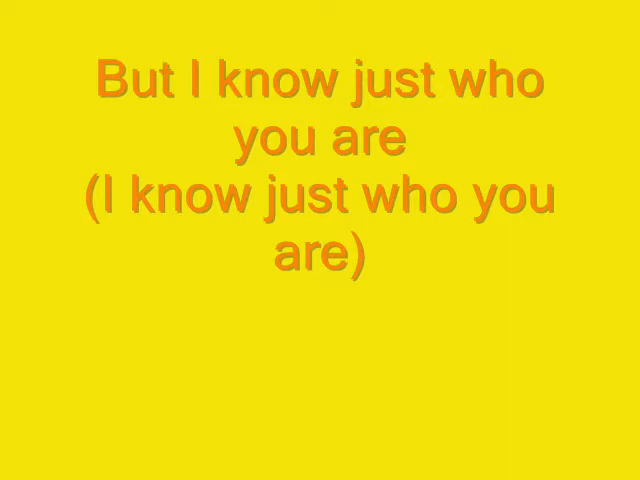 But I know just who
you are
(I know just who you
are)